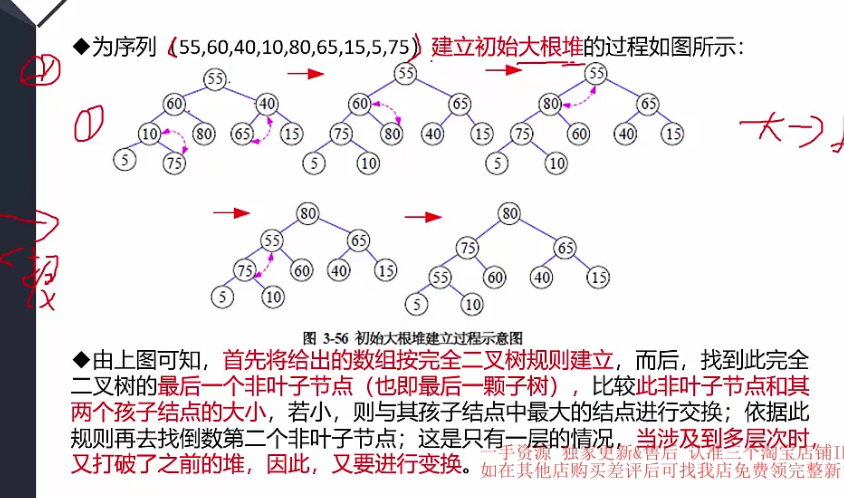 ◆为序列（55,60,40,10,80,65,15,5,75）建立初始大根堆的过程如图所示：
② 
①
大→
55 55 55
60 40 60 65 80 65
10 80 65 15 75 80 40 15 75 60 40 15
5 75 5 10 5 10
80 80
55 65 75 65
75 60 40 15 55 60 40 15
5 10 5 10
图 3-56 初始大根堆建立过程示意图
◆由上图可知，首先将给出的数组按完全二叉树规则建立，而后，找到此完全
二叉树的最后一个非叶子节点（也即最后一颗子树），比较此非叶子节点和其
两个孩子结点的大小，若小，则与其孩子结点中最大的结点进行交换；依据此
规则再去找倒数第二个非叶子节点；这是只有一层的情况，当涉及到多层次时，
又打破了之前的堆，因此，又要进行变换。
一手资源 独家更新&售后 认准三个淘宝店铺I
如在其他店购买差评后可找我店免费领完整新